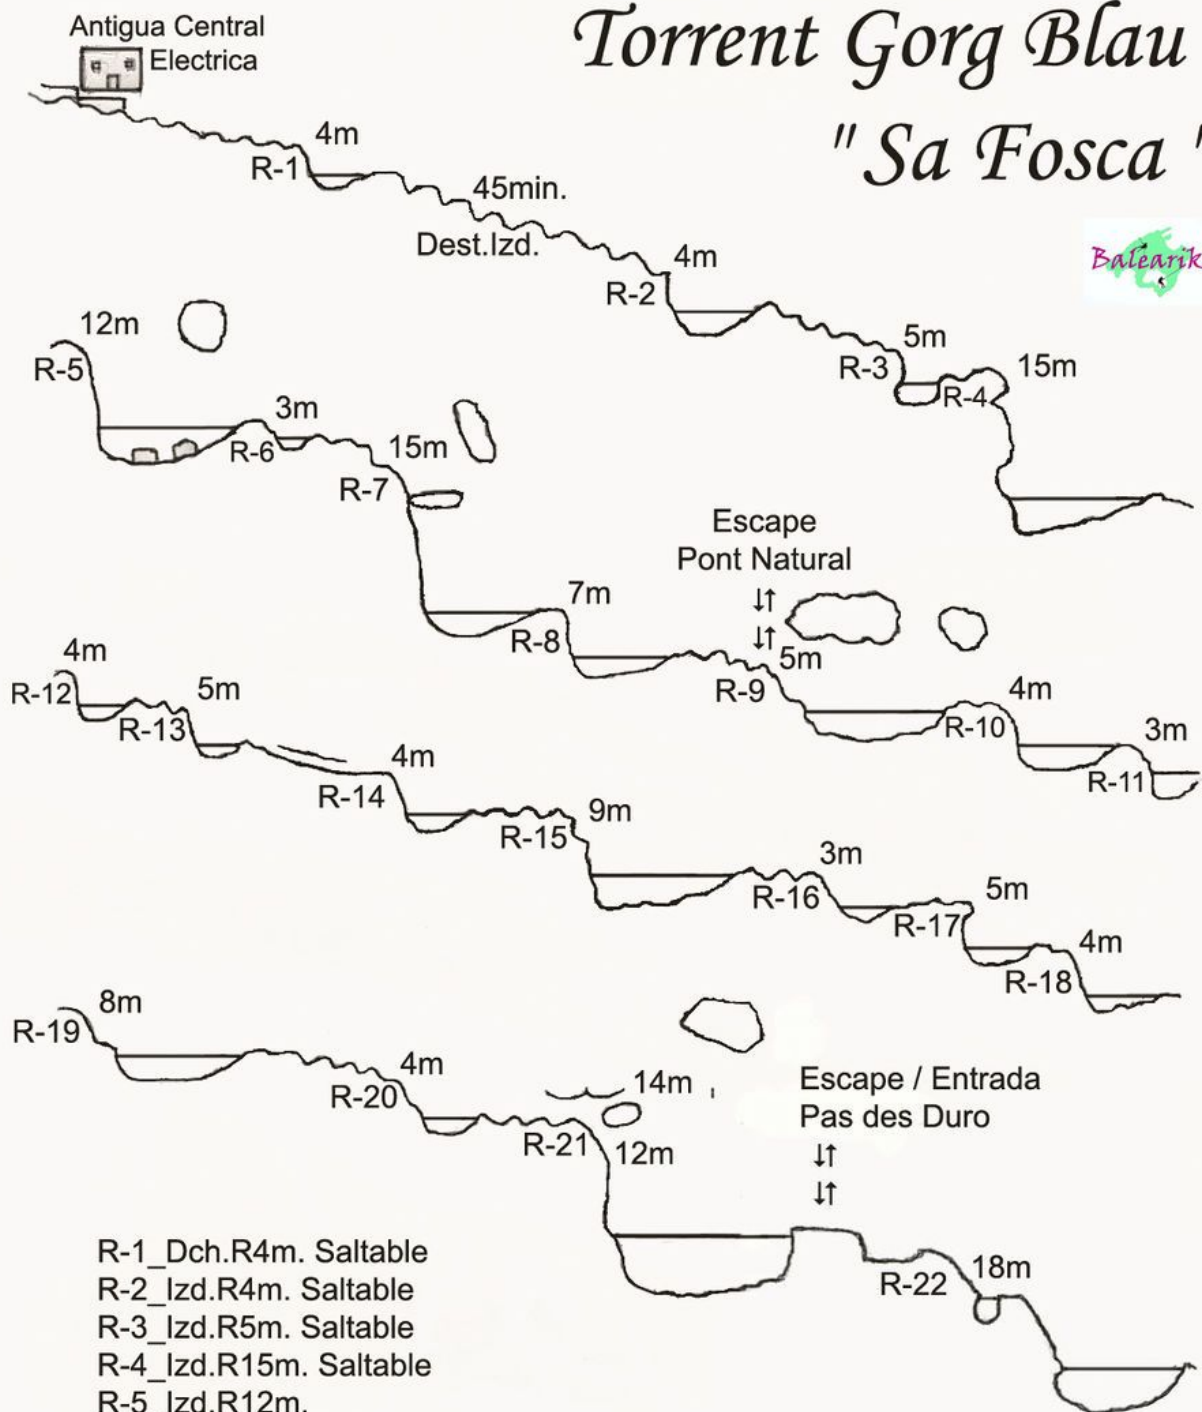 Antigua Central
Electrica
Torrent Gorg Blau
"Sa Fosca"
Balearik
4m
R-1
45min.
Dest.Izd.
4m
R-2
5m
R-3
15m
R-4
12m
R-5
3m
R-6
15m
R-7
Escape
Pont Natural
↓↑
↓↑
7m
R-8
5m
R-9
4m
R-10
3m
R-11
4m
R-12
5m
R-13
4m
R-14
9m
R-15
3m
R-16
5m
R-17
4m
R-18
8m
R-19
4m
R-20
14m
R-21
12m
Escape / Entrada
Pas des Duro
↓↑
↓↑
R-22
18m
R-1_Dch.R4m. Saltable
R-2_Izd.R4m. Saltable
R-3_Izd.R5m. Saltable
R-4_Izd.R15m. Saltable
R-5_Izd.R12m.